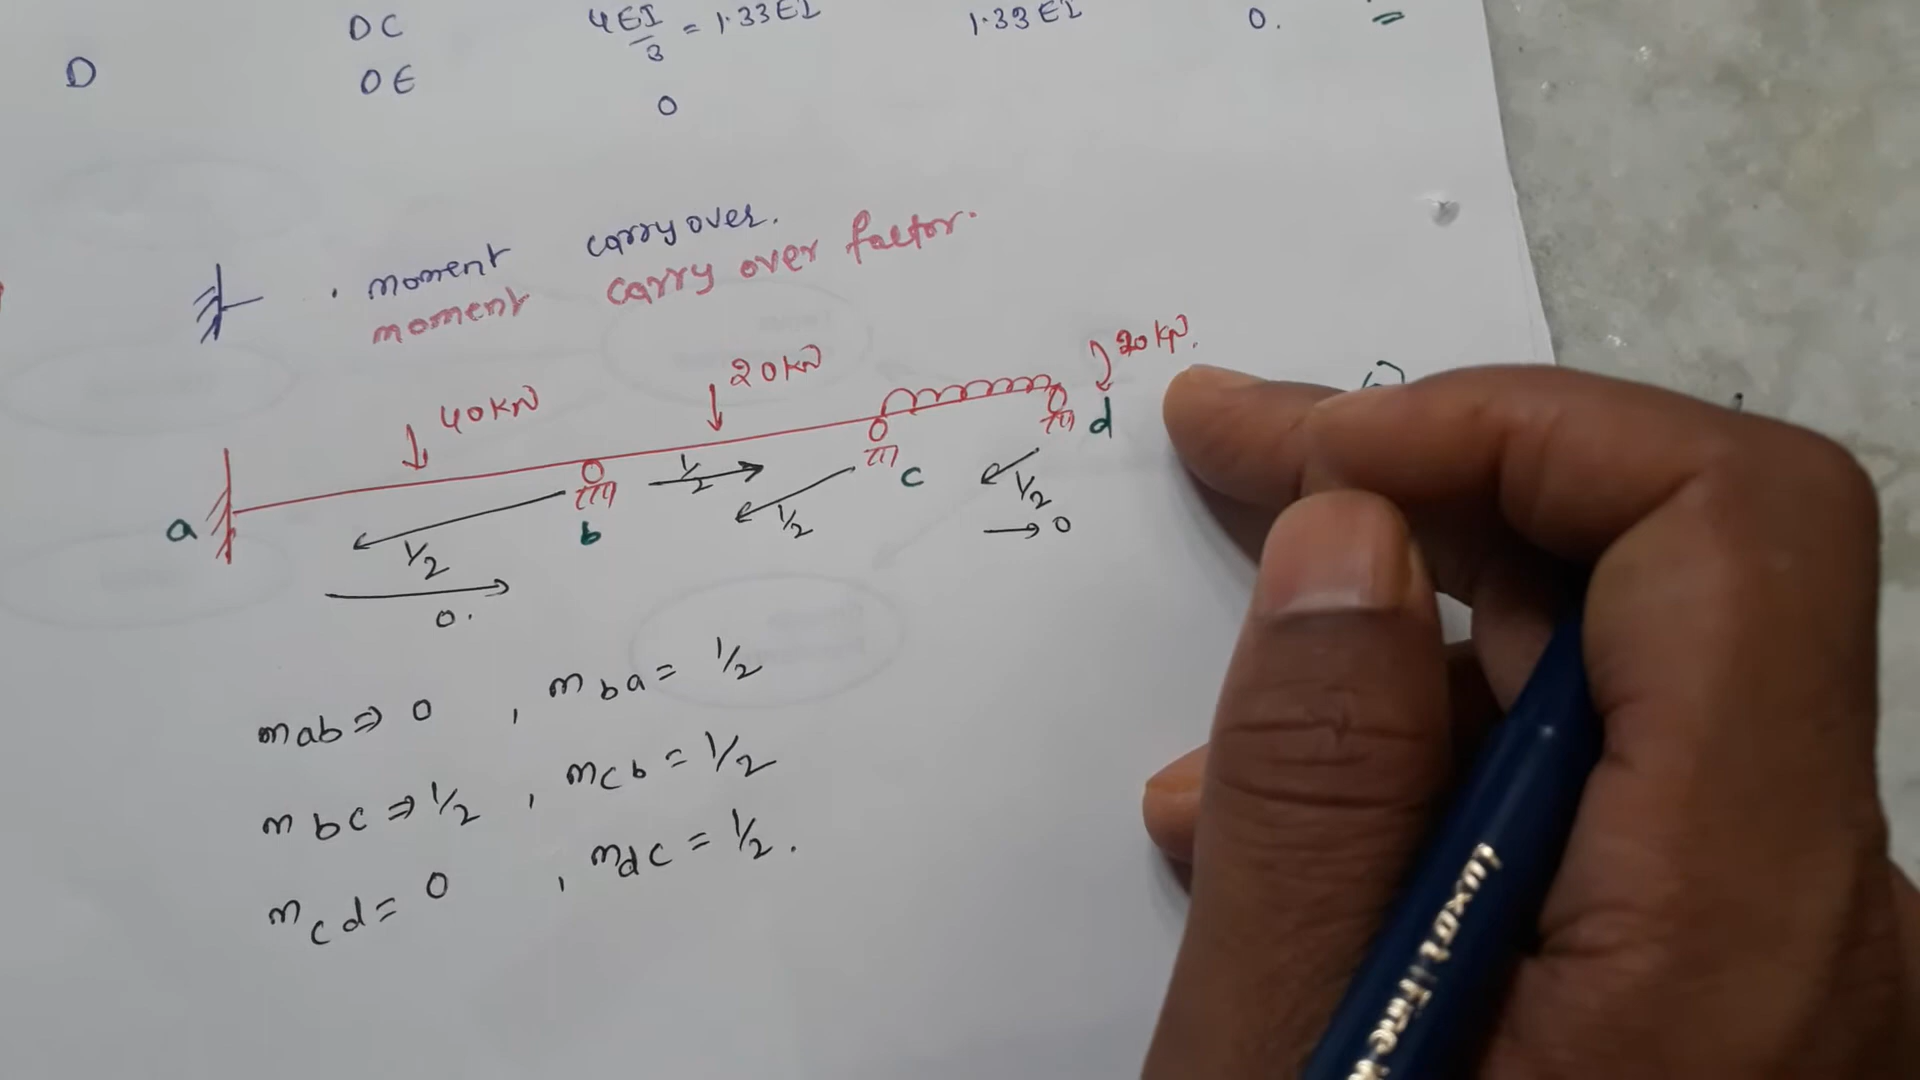 DC 4EI/3 = 1.33EI 1.33EI 0. =
D
DE 0
. moment carry over.
moment carry over factor.
40KN 20KN 20KN.
a b c d
1/2 1/2 1/2 1/2
0. 0
mab ⇒ 0 , mba = 1/2
mbc ⇒ 1/2 , mcb = 1/2
mcd = 0 , mdc = 1/2.
Luxor